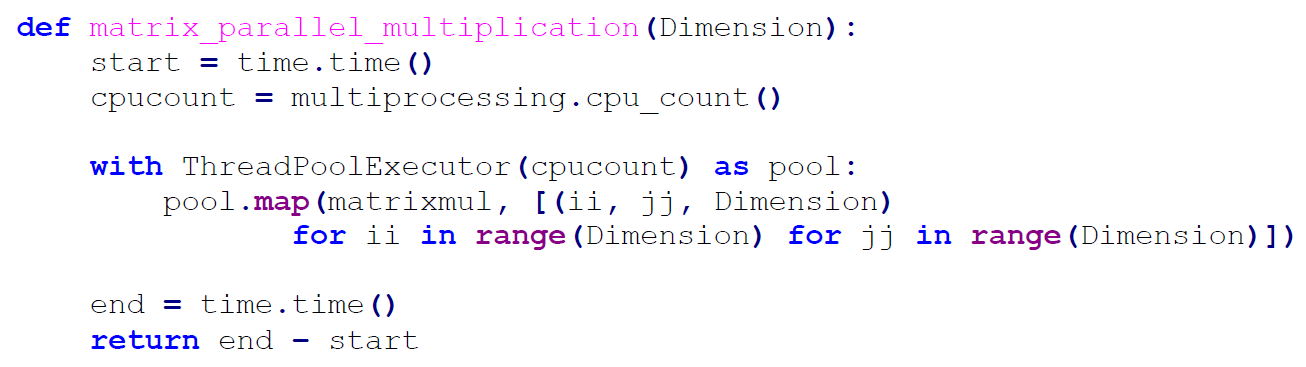 def matrix_parallel_multiplication(Dimension):
    start = time.time()
    cpucount = multiprocessing.cpu_count()

    with ThreadPoolExecutor(cpucount) as pool:
        pool.map(matrixmul, [(ii, jj, Dimension)
               for ii in range(Dimension) for jj in range(Dimension)])

    end = time.time()
    return end - start